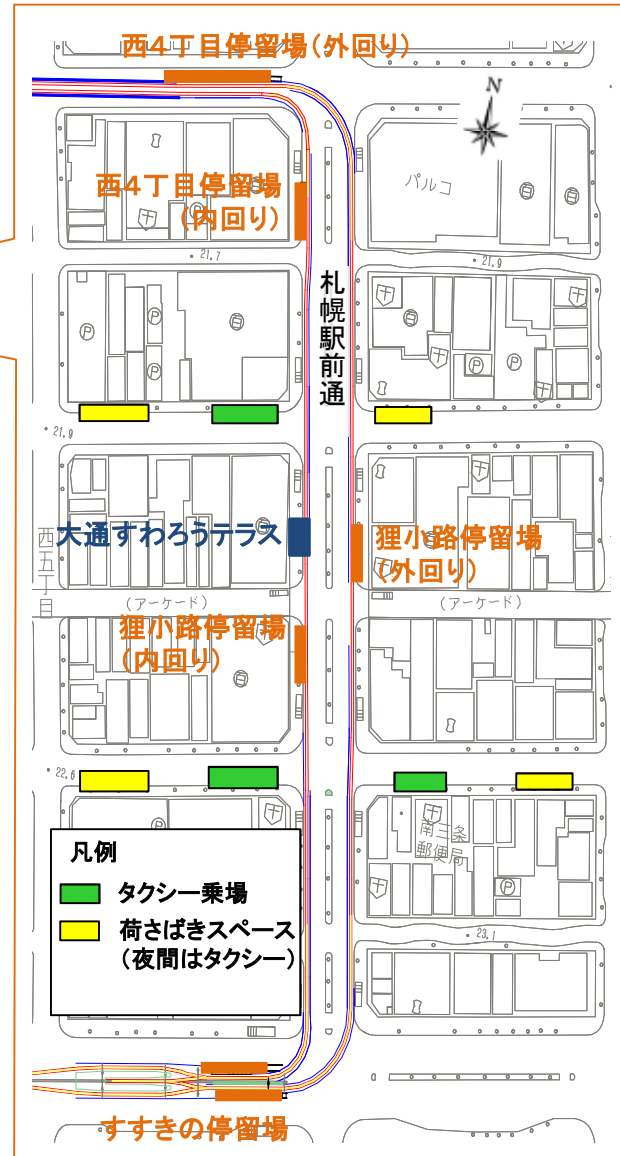 西4丁目停留場(外回り)
N
西4丁目停留場
(内回り)
パルコ
21.7
21.9
札幌駅前通
21.9
西五丁目
大通すわろうテラス
狸小路停留場
(外回り)
(アーケード)
(アーケード)
狸小路停留場
(内回り)
22.6
凡例
タクシー乗場
荷さばきスペース
(夜間はタクシー)
南三条
郵便局
23.1
すすきの停留場